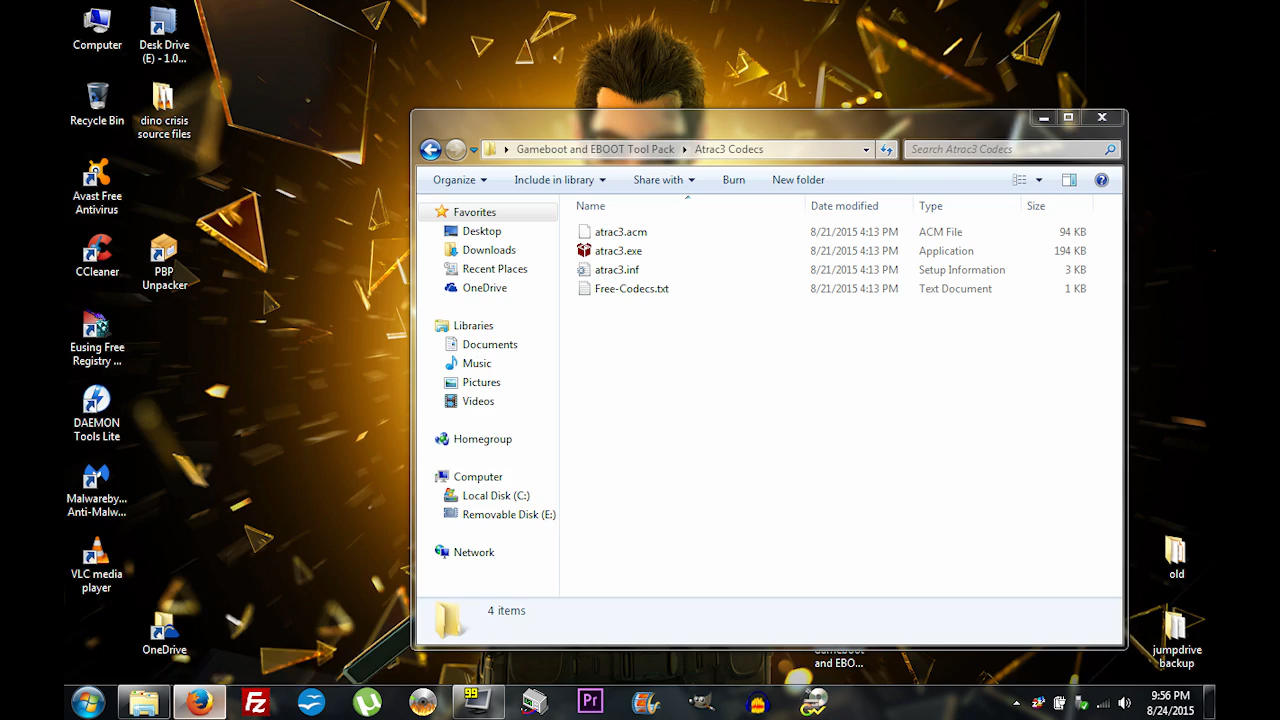 Computer
Desk Drive
(E) - 1.0...
Recycle Bin
dino crisis
source files
Avast Free
Antivirus
CCleaner
PBP
Unpacker
Eusing Free
Registry ...
DAEMON
Tools Lite
Malwareby...
Anti-Malw...
VLC media
player
OneDrive
Gameboot and EBOOT Tool Pack
Atrac3 Codecs
Search Atrac3 Codecs
Organize
Include in library
Share with
Burn
New folder
Favorites
Desktop
Downloads
Recent Places
OneDrive
Libraries
Documents
Music
Pictures
Videos
Homegroup
Computer
Local Disk (C:)
Removable Disk (E:)
Network
Name Date modified Type Size
atrac3.acm 8/21/2015 4:13 PM ACM File 94 KB
atrac3.exe 8/21/2015 4:13 PM Application 194 KB
atrac3.inf 8/21/2015 4:13 PM Setup Information 3 KB
Free-Codecs.txt 8/21/2015 4:13 PM Text Document 1 KB
4 items
and EBO...
old
jumpdrive
backup
Fz
99
Pr
9:56 PM
8/24/2015